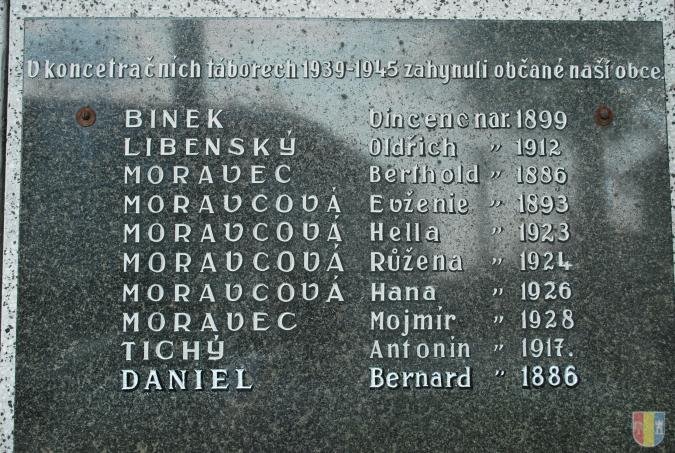 V koncetračních táborech 1939-1945 zahynuli občané naší obce.
BINEK Vincenc nar. 1899
LIBENSKÝ Oldřich " 1912
MORAVEC Berthold " 1886
MORAVCOVÁ Evženie " 1893
MORAVCOVÁ Hella " 1923
MORAVCOVÁ Růžena " 1924
MORAVCOVÁ Hana " 1926
MORAVEC Mojmír " 1928
TICHÝ Antonín " 1917.
DANIEL Bernard " 1886